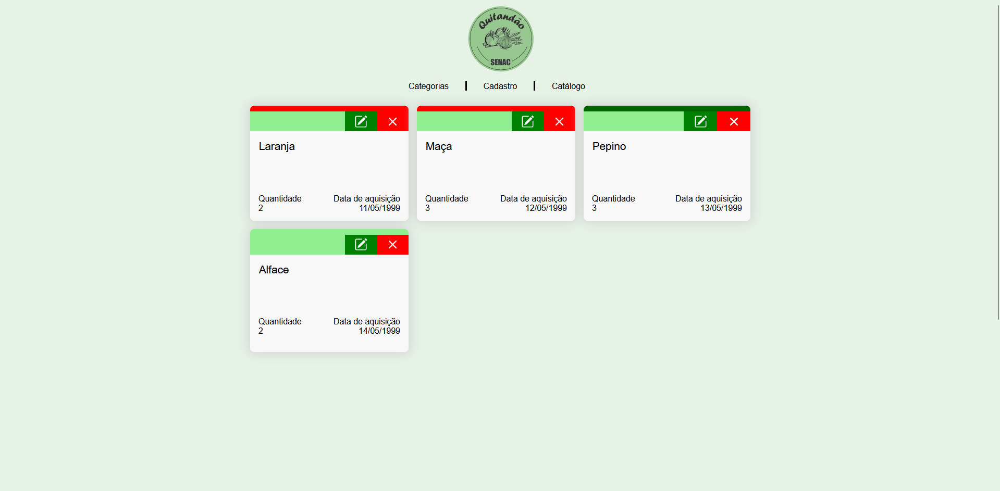 Quitandão
SENAC
Categorias
Cadastro
Catálogo
Laranja
Quantidade
2
Data de aquisição
11/05/1999
Maça
Quantidade
3
Data de aquisição
12/05/1999
Pepino
Quantidade
3
Data de aquisição
13/05/1999
Alface
Quantidade
2
Data de aquisição
14/05/1999